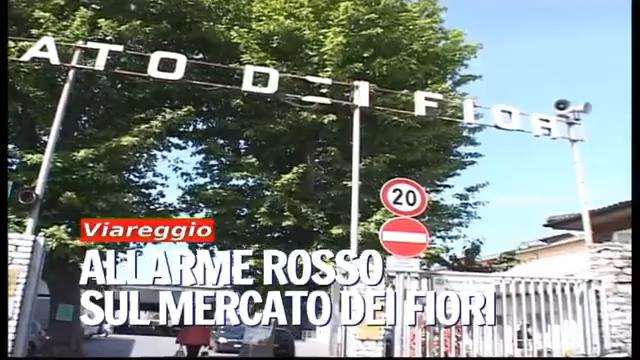 ATO DEI FIORI
20
Viareggio
ALLARME ROSSO
SUL MERCATO DEI FIORI